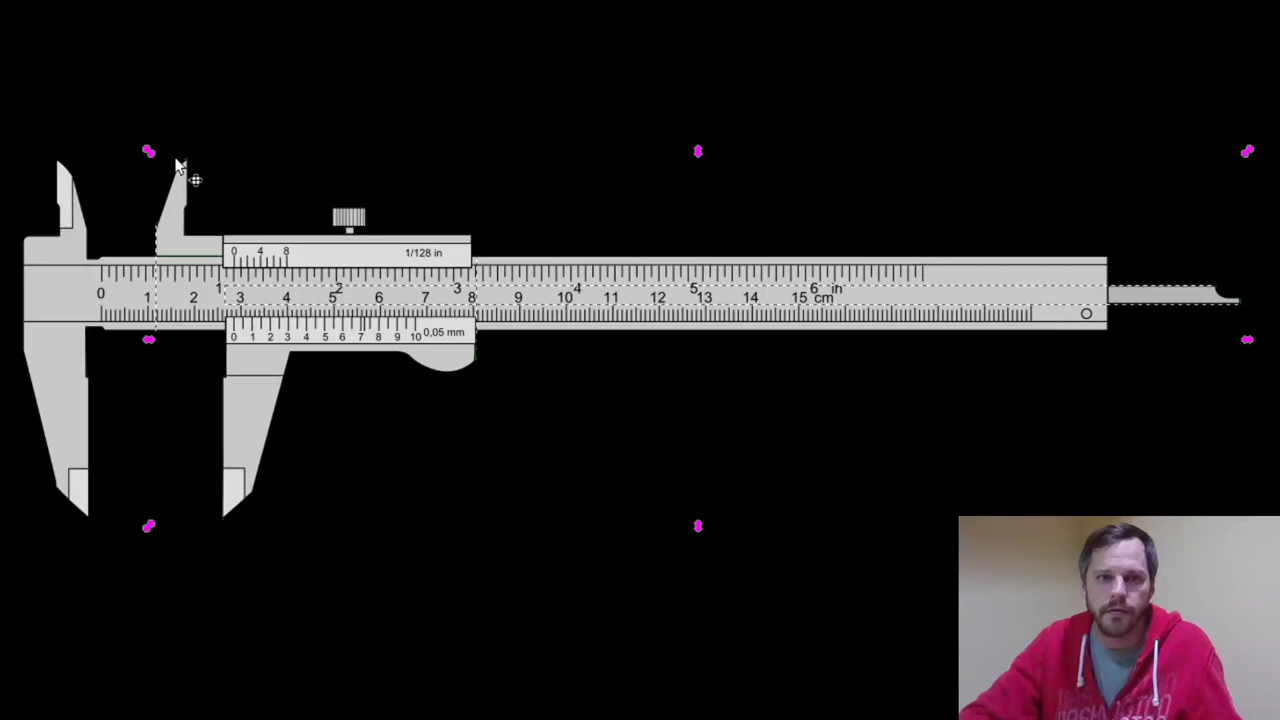 0 4 8 1/128 in
1 2 3 4 5 6 in
0 1 2 3 4 5 6 7 8 9 10 11 12 13 14 15 cm
0 1 2 3 4 5 6 7 8 9 10 0,05 mm